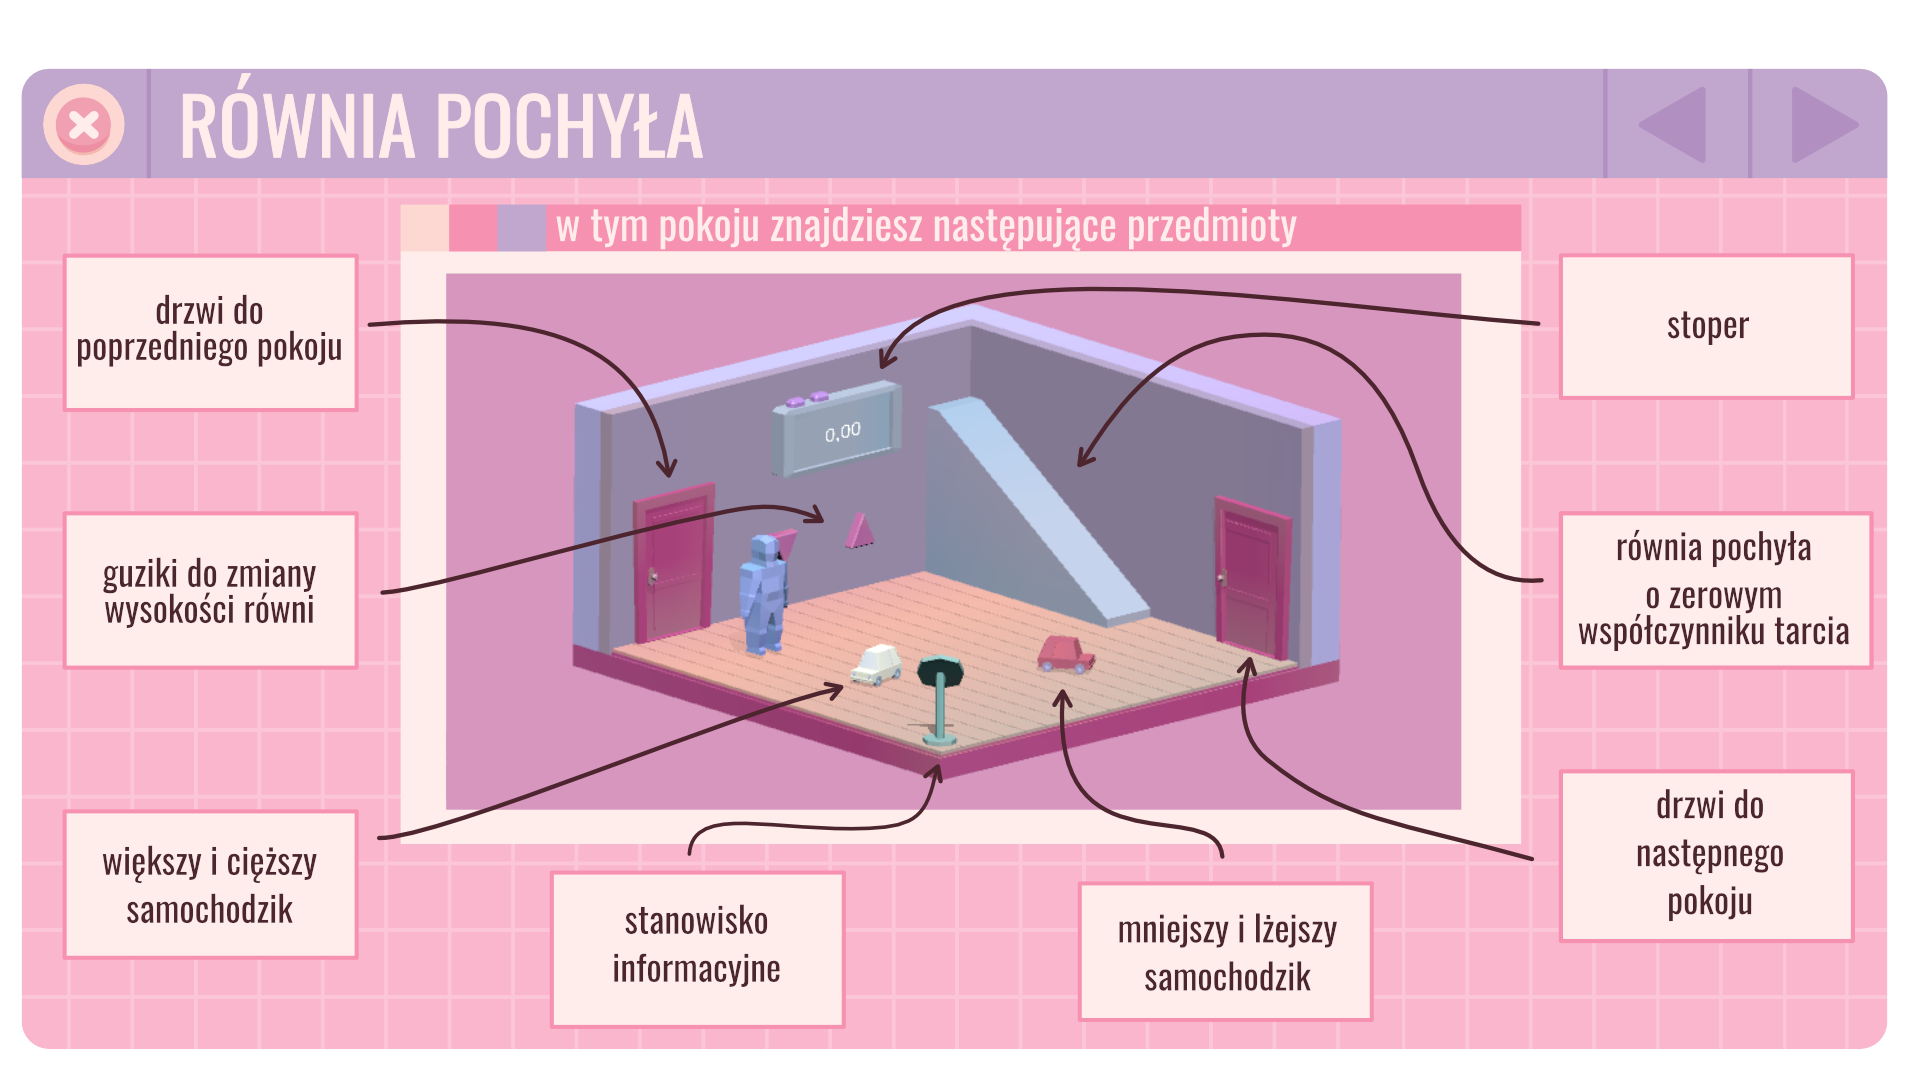 RÓWNIA POCHYŁA
w tym pokoju znajdziesz następujące przedmioty
drzwi do
poprzedniego pokoju
stoper
0,00
guziki do zmiany
wysokości równi
równia pochyła
o zerowym
współczynniku tarcia
większy i cięższy
samochodzik
stanowisko
informacyjne
mniejszy i lżejszy
samochodzik
drzwi do
następnego
pokoju